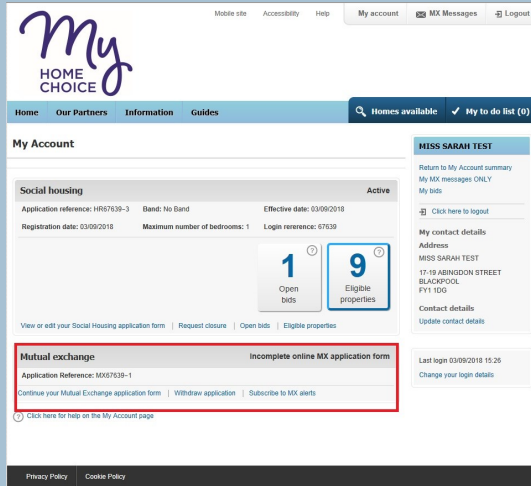 Mobile site Accessibility Help My account MX Messages Logout
My
HOME
CHOICE
Home Our Partners Information Guides Homes available My to do list (0)
My Account
Social housing Active
Application reference: HR67639-3 Band: No Band Effective date: 03/09/2018
Registration date: 03/09/2018 Maximum number of bedrooms: 1 Login rererence: 67639
1 ?
Open
bids
9 ?
Eligible
properties
View or edit your Social Housing application form | Request closure | Open bids | Eligible properties
Mutual exchange Incomplete online MX application form
Application Reference: MX67639-1
Continue your Mutual Exchange application form | Withdraw application | Subscribe to MX alerts
? Click here for help on the My Account page
MISS SARAH TEST
Return to My Account summary
My MX messages ONLY
My bids
Click here to logout
My contact details
Address
MISS SARAH TEST
17-19 ABINGDON STREET
BLACKPOOL
FY1 1DG
Contact details
Update contact details
Last login 03/09/2018 15:26
Change your login details
Privacy Policy Cookie Policy